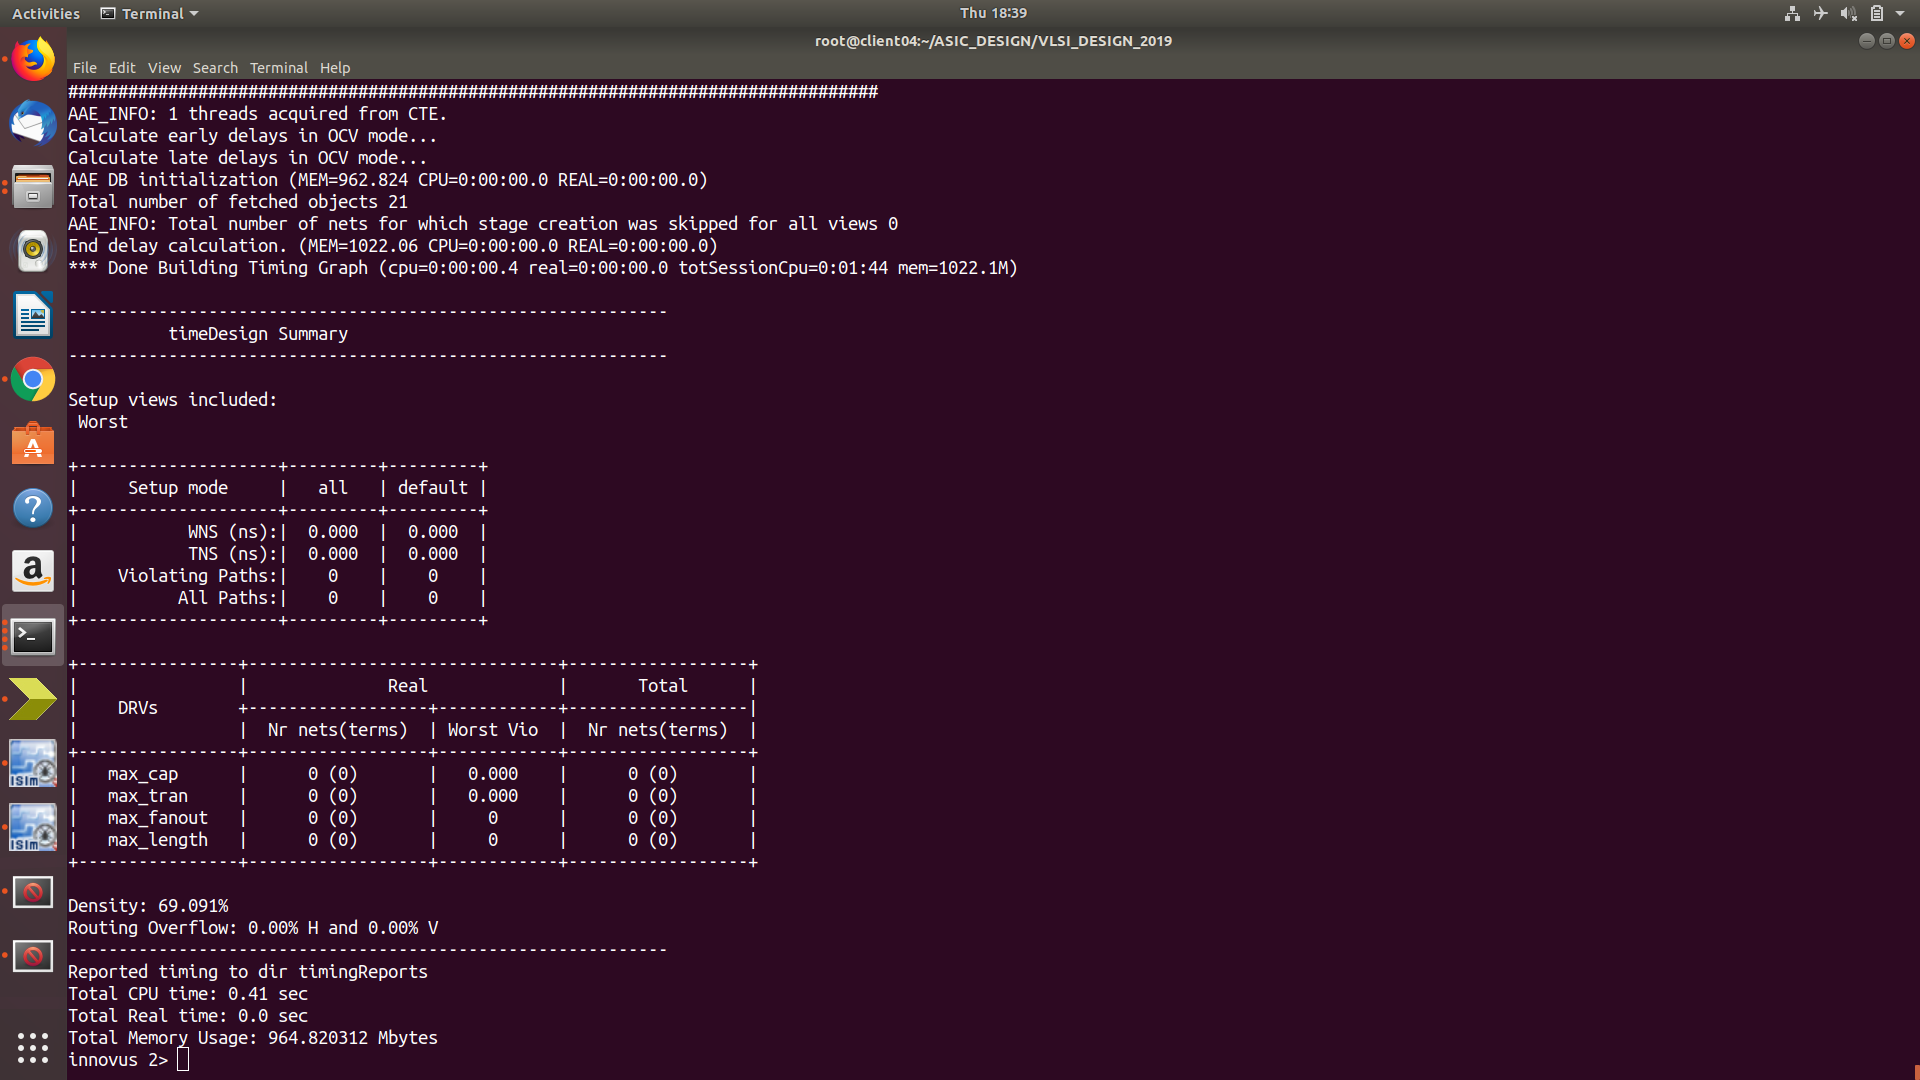 Activities Terminal Thu 18:39
root@client04:~/ASIC_DESIGN/VLSI_DESIGN_2019
File Edit View Search Terminal Help
#################################################################################
AAE_INFO: 1 threads acquired from CTE.
Calculate early delays in OCV mode...
Calculate late delays in OCV mode...
AAE DB initialization (MEM=962.824 CPU=0:00:00.0 REAL=0:00:00.0)
Total number of fetched objects 21
AAE_INFO: Total number of nets for which stage creation was skipped for all views 0
End delay calculation. (MEM=1022.06 CPU=0:00:00.0 REAL=0:00:00.0)
*** Done Building Timing Graph (cpu=0:00:00.4 real=0:00:00.0 totSessionCpu=0:01:44 mem=1022.1M)
------------------------------------------------------------
          timeDesign Summary
------------------------------------------------------------
Setup views included:
 Worst
+--------------------+---------+---------+
|     Setup mode     |   all   | default |
+--------------------+---------+---------+
|           WNS (ns):|  0.000  |  0.000  |
|           TNS (ns):|  0.000  |  0.000  |
|    Violating Paths:|    0    |    0    |
|          All Paths:|    0    |    0    |
+--------------------+---------+---------+
+----------------+-------------------------------+------------------+
|                |              Real             |       Total      |
|    DRVs        +------------------+------------+------------------|
|                |  Nr nets(terms)  | Worst Vio  |  Nr nets(terms)  |
+----------------+------------------+------------+------------------+
|   max_cap      |      0 (0)       |   0.000    |      0 (0)       |
|   max_tran     |      0 (0)       |   0.000    |      0 (0)       |
|   max_fanout   |      0 (0)       |     0      |      0 (0)       |
|   max_length   |      0 (0)       |     0      |      0 (0)       |
+----------------+------------------+------------+------------------+
Density: 69.091%
Routing Overflow: 0.00% H and 0.00% V
------------------------------------------------------------
Reported timing to dir timingReports
Total CPU time: 0.41 sec
Total Real time: 0.0 sec
Total Memory Usage: 964.820312 Mbytes
innovus 2>
ISim
ISim